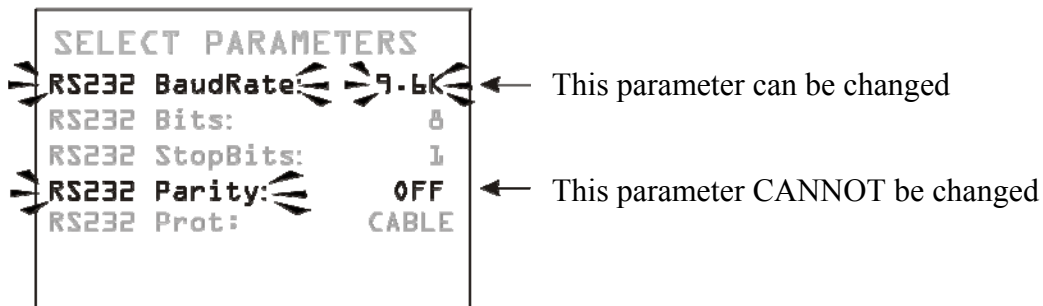 SELECT PARAMETERS
RS232 BaudRate: 9.6K This parameter can be changed
RS232 Bits: 8
RS232 StopBits: 1
RS232 Parity: OFF This parameter CANNOT be changed
RS232 Prot: CABLE